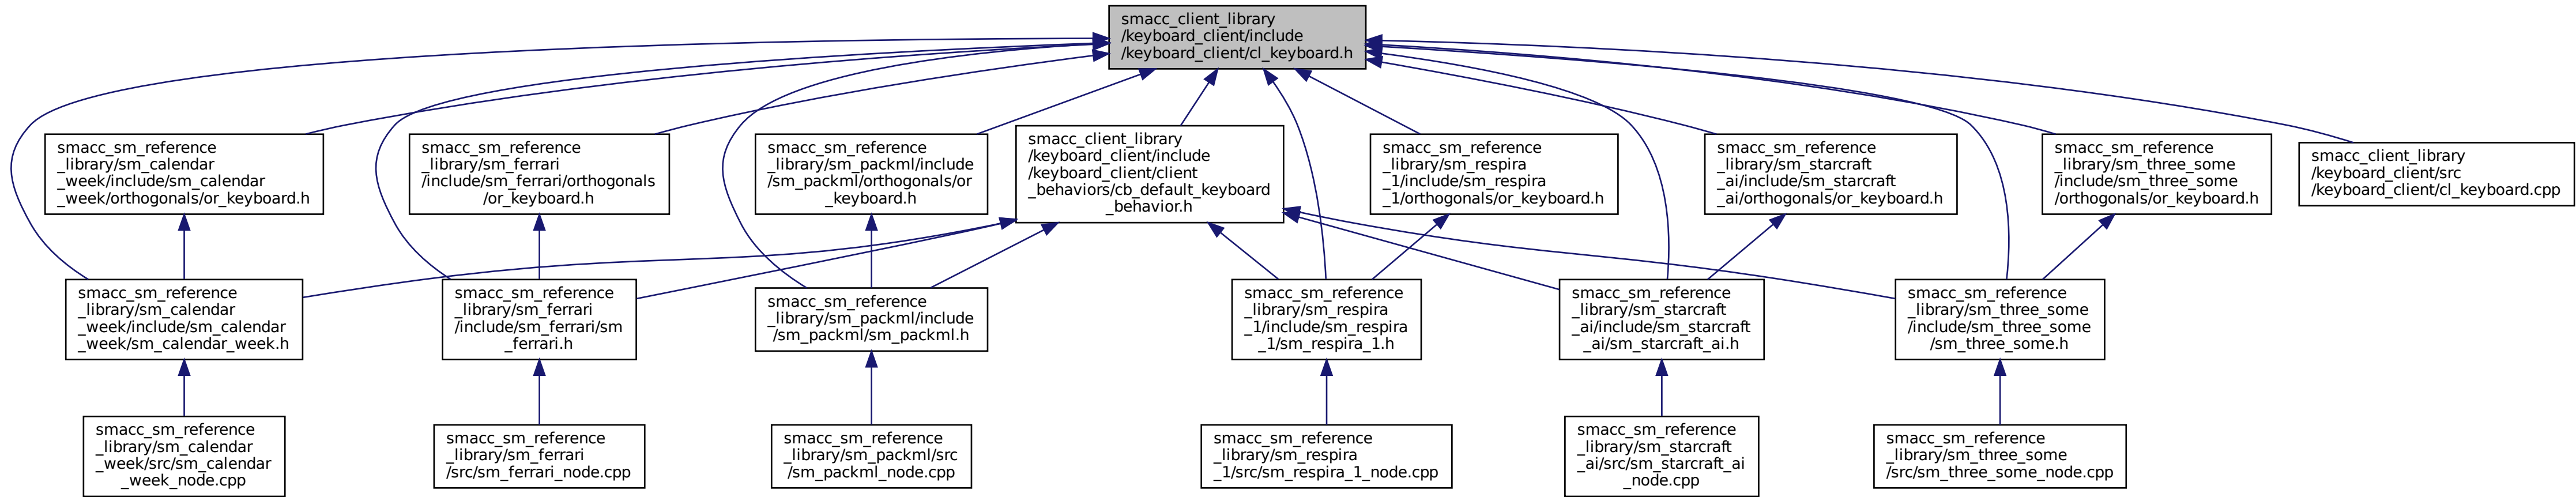 smacc_client_library
/keyboard_client/include
/keyboard_client/cl_keyboard.h
smacc_sm_reference
_library/sm_calendar
_week/include/sm_calendar
_week/orthogonals/or_keyboard.h
smacc_sm_reference
_library/sm_ferrari
/include/sm_ferrari/orthogonals
/or_keyboard.h
smacc_sm_reference
_library/sm_packml/include
/sm_packml/orthogonals/or
_keyboard.h
smacc_client_library
/keyboard_client/include
/keyboard_client/client
_behaviors/cb_default_keyboard
_behavior.h
smacc_sm_reference
_library/sm_respira
_1/include/sm_respira
_1/orthogonals/or_keyboard.h
smacc_sm_reference
_library/sm_starcraft
_ai/include/sm_starcraft
_ai/orthogonals/or_keyboard.h
smacc_sm_reference
_library/sm_three_some
/include/sm_three_some
/orthogonals/or_keyboard.h
smacc_client_library
/keyboard_client/src
/keyboard_client/cl_keyboard.cpp
smacc_sm_reference
_library/sm_calendar
_week/include/sm_calendar
_week/sm_calendar_week.h
smacc_sm_reference
_library/sm_ferrari
/include/sm_ferrari/sm
_ferrari.h
smacc_sm_reference
_library/sm_packml/include
/sm_packml/sm_packml.h
smacc_sm_reference
_library/sm_respira
_1/include/sm_respira
_1/sm_respira_1.h
smacc_sm_reference
_library/sm_starcraft
_ai/include/sm_starcraft
_ai/sm_starcraft_ai.h
smacc_sm_reference
_library/sm_three_some
/include/sm_three_some
/sm_three_some.h
smacc_sm_reference
_library/sm_calendar
_week/src/sm_calendar
_week_node.cpp
smacc_sm_reference
_library/sm_ferrari
/src/sm_ferrari_node.cpp
smacc_sm_reference
_library/sm_packml/src
/sm_packml_node.cpp
smacc_sm_reference
_library/sm_respira
_1/src/sm_respira_1_node.cpp
smacc_sm_reference
_library/sm_starcraft
_ai/src/sm_starcraft_ai
_node.cpp
smacc_sm_reference
_library/sm_three_some
/src/sm_three_some_node.cpp